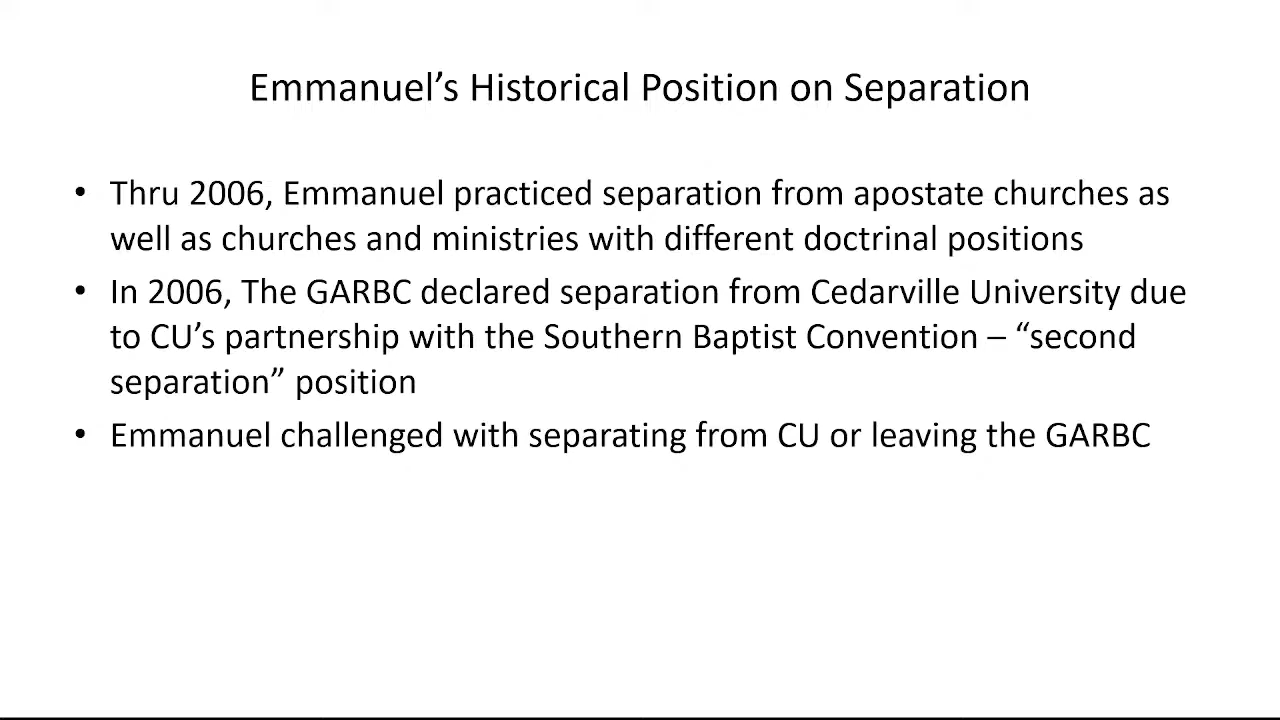 Emmanuel’s Historical Position on Separation
• Thru 2006, Emmanuel practiced separation from apostate churches as
well as churches and ministries with different doctrinal positions
• In 2006, The GARBC declared separation from Cedarville University due
to CU’s partnership with the Southern Baptist Convention – “second
separation” position
• Emmanuel challenged with separating from CU or leaving the GARBC